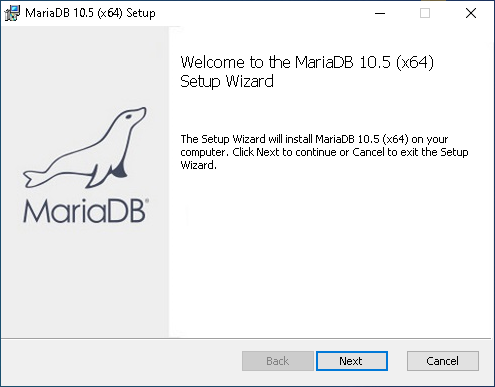 MariaDB 10.5 (x64) Setup
Welcome to the MariaDB 10.5 (x64)
Setup Wizard
The Setup Wizard will install MariaDB 10.5 (x64) on your
computer. Click Next to continue or Cancel to exit the Setup
Wizard.
MariaDB®
Back
Next
Cancel